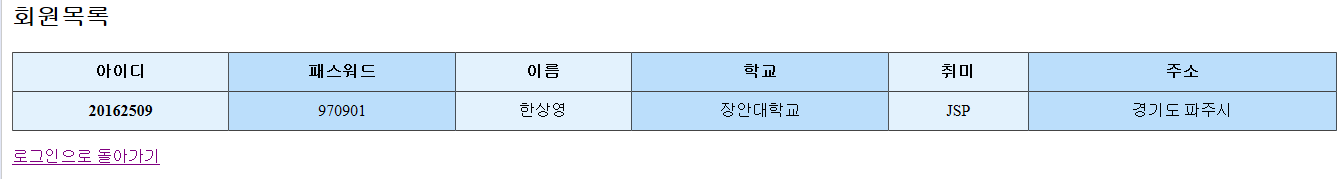 회원목록
아이디 패스워드 이름 학교 취미 주소
20162509 970901 한상영 장안대학교 JSP 경기도 파주시
로그인으로 돌아가기